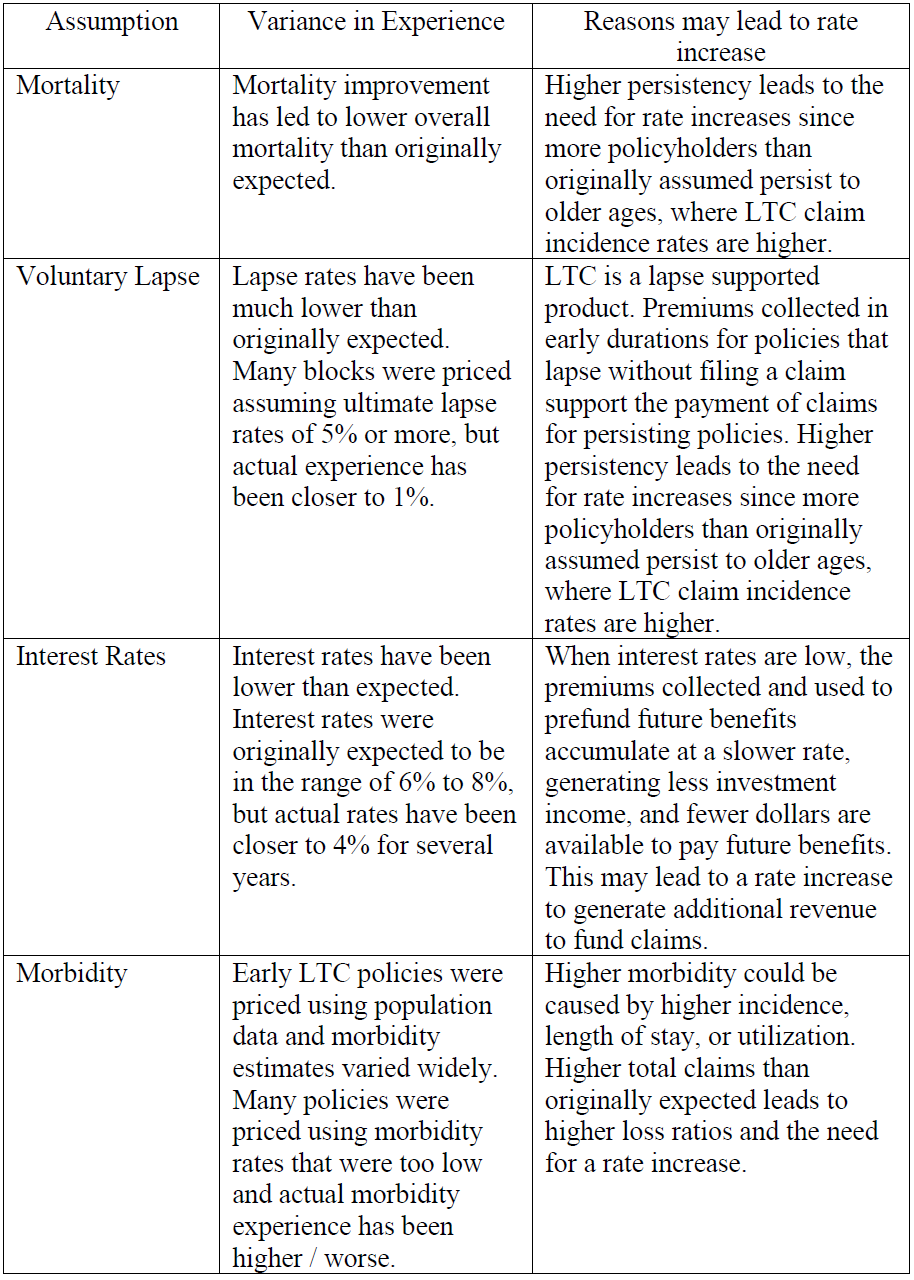 Assumption
Variance in Experience
Reasons may lead to rate
increase
Mortality
Mortality improvement
has led to lower overall
mortality than originally
expected.
Higher persistency leads to the
need for rate increases since
more policyholders than
originally assumed persist to
older ages, where LTC claim
incidence rates are higher.
Voluntary Lapse
Lapse rates have been
much lower than
originally expected.
Many blocks were priced
assuming ultimate lapse
rates of 5% or more, but
actual experience has
been closer to 1%.
LTC is a lapse supported
product. Premiums collected in
early durations for policies that
lapse without filing a claim
support the payment of claims
for persisting policies. Higher
persistency leads to the need
for rate increases since more
policyholders than originally
assumed persist to older ages,
where LTC claim incidence
rates are higher.
Interest Rates
Interest rates have been
lower than expected.
Interest rates were
originally expected to be
in the range of 6% to 8%,
but actual rates have been
closer to 4% for several
years.
When interest rates are low, the
premiums collected and used to
prefund future benefits
accumulate at a slower rate,
generating less investment
income, and fewer dollars are
available to pay future benefits.
This may lead to a rate increase
to generate additional revenue
to fund claims.
Morbidity
Early LTC policies were
priced using population
data and morbidity
estimates varied widely.
Many policies were
priced using morbidity
rates that were too low
and actual morbidity
experience has been
higher / worse.
Higher morbidity could be
caused by higher incidence,
length of stay, or utilization.
Higher total claims than
originally expected leads to
higher loss ratios and the need
for a rate increase.